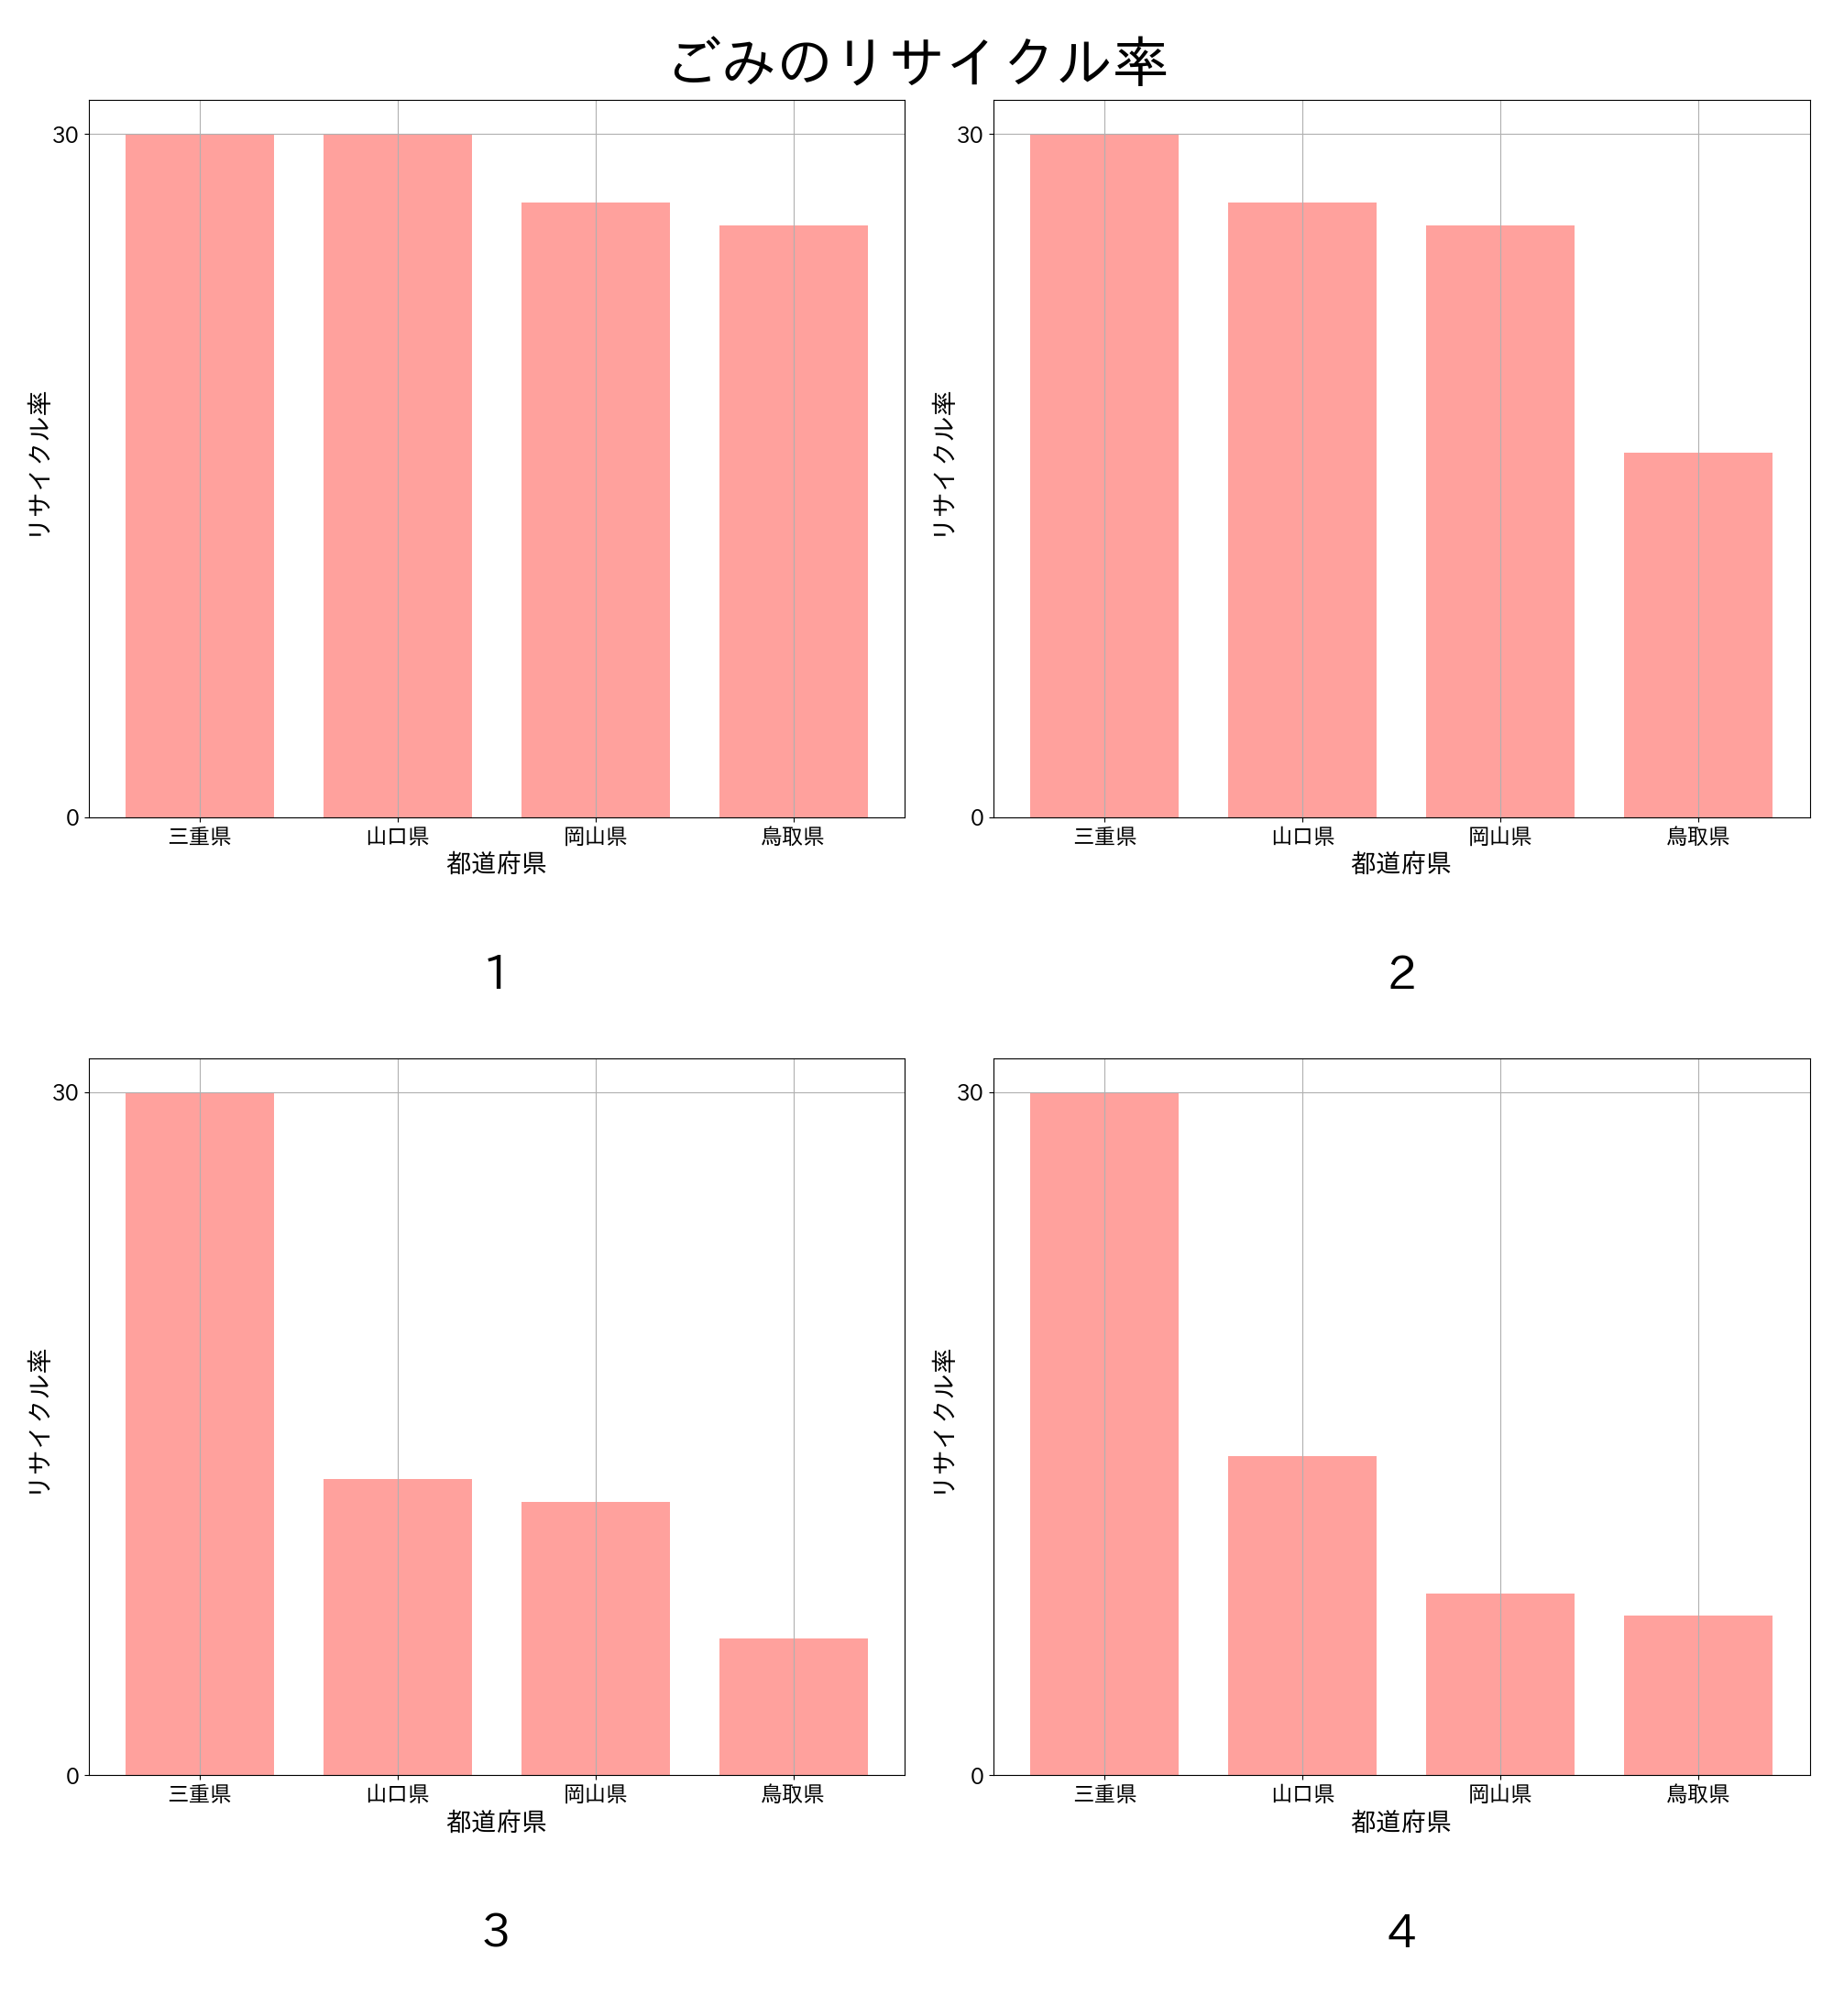 ごみのリサイクル率
30
0
リサイクル率
三重県 山口県 岡山県 鳥取県
都道府県
1
30
0
リサイクル率
三重県 山口県 岡山県 鳥取県
都道府県
2
30
0
リサイクル率
三重県 山口県 岡山県 鳥取県
都道府県
3
30
0
リサイクル率
三重県 山口県 岡山県 鳥取県
都道府県
4